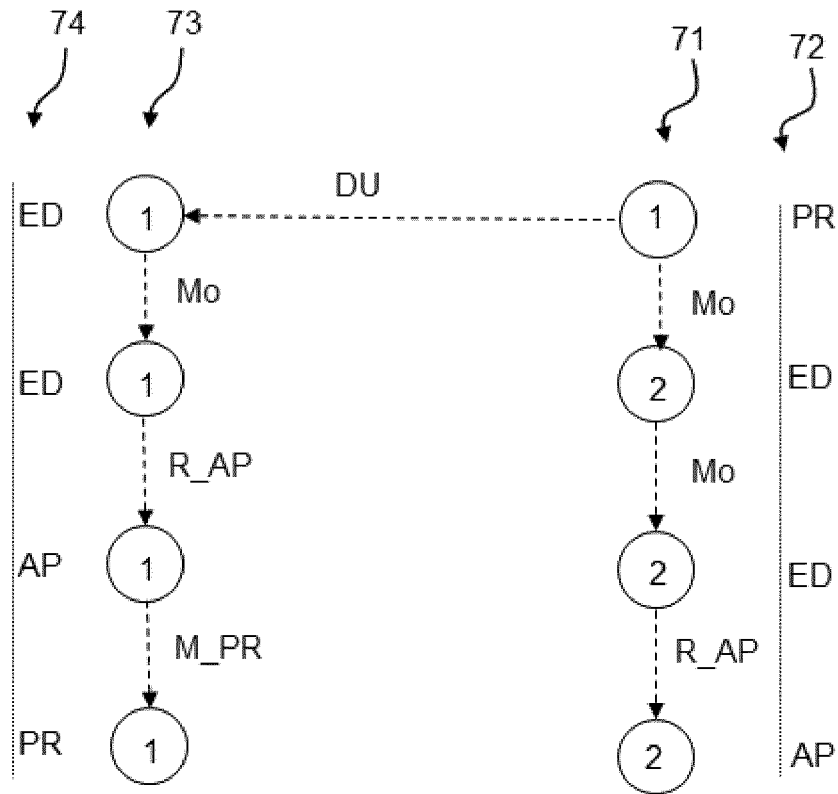 74 73 71 72
DU
ED 1 1 PR
Mo Mo
ED 1 2 ED
R_AP Mo
AP 1 2 ED
M_PR R_AP
PR 1 2 AP